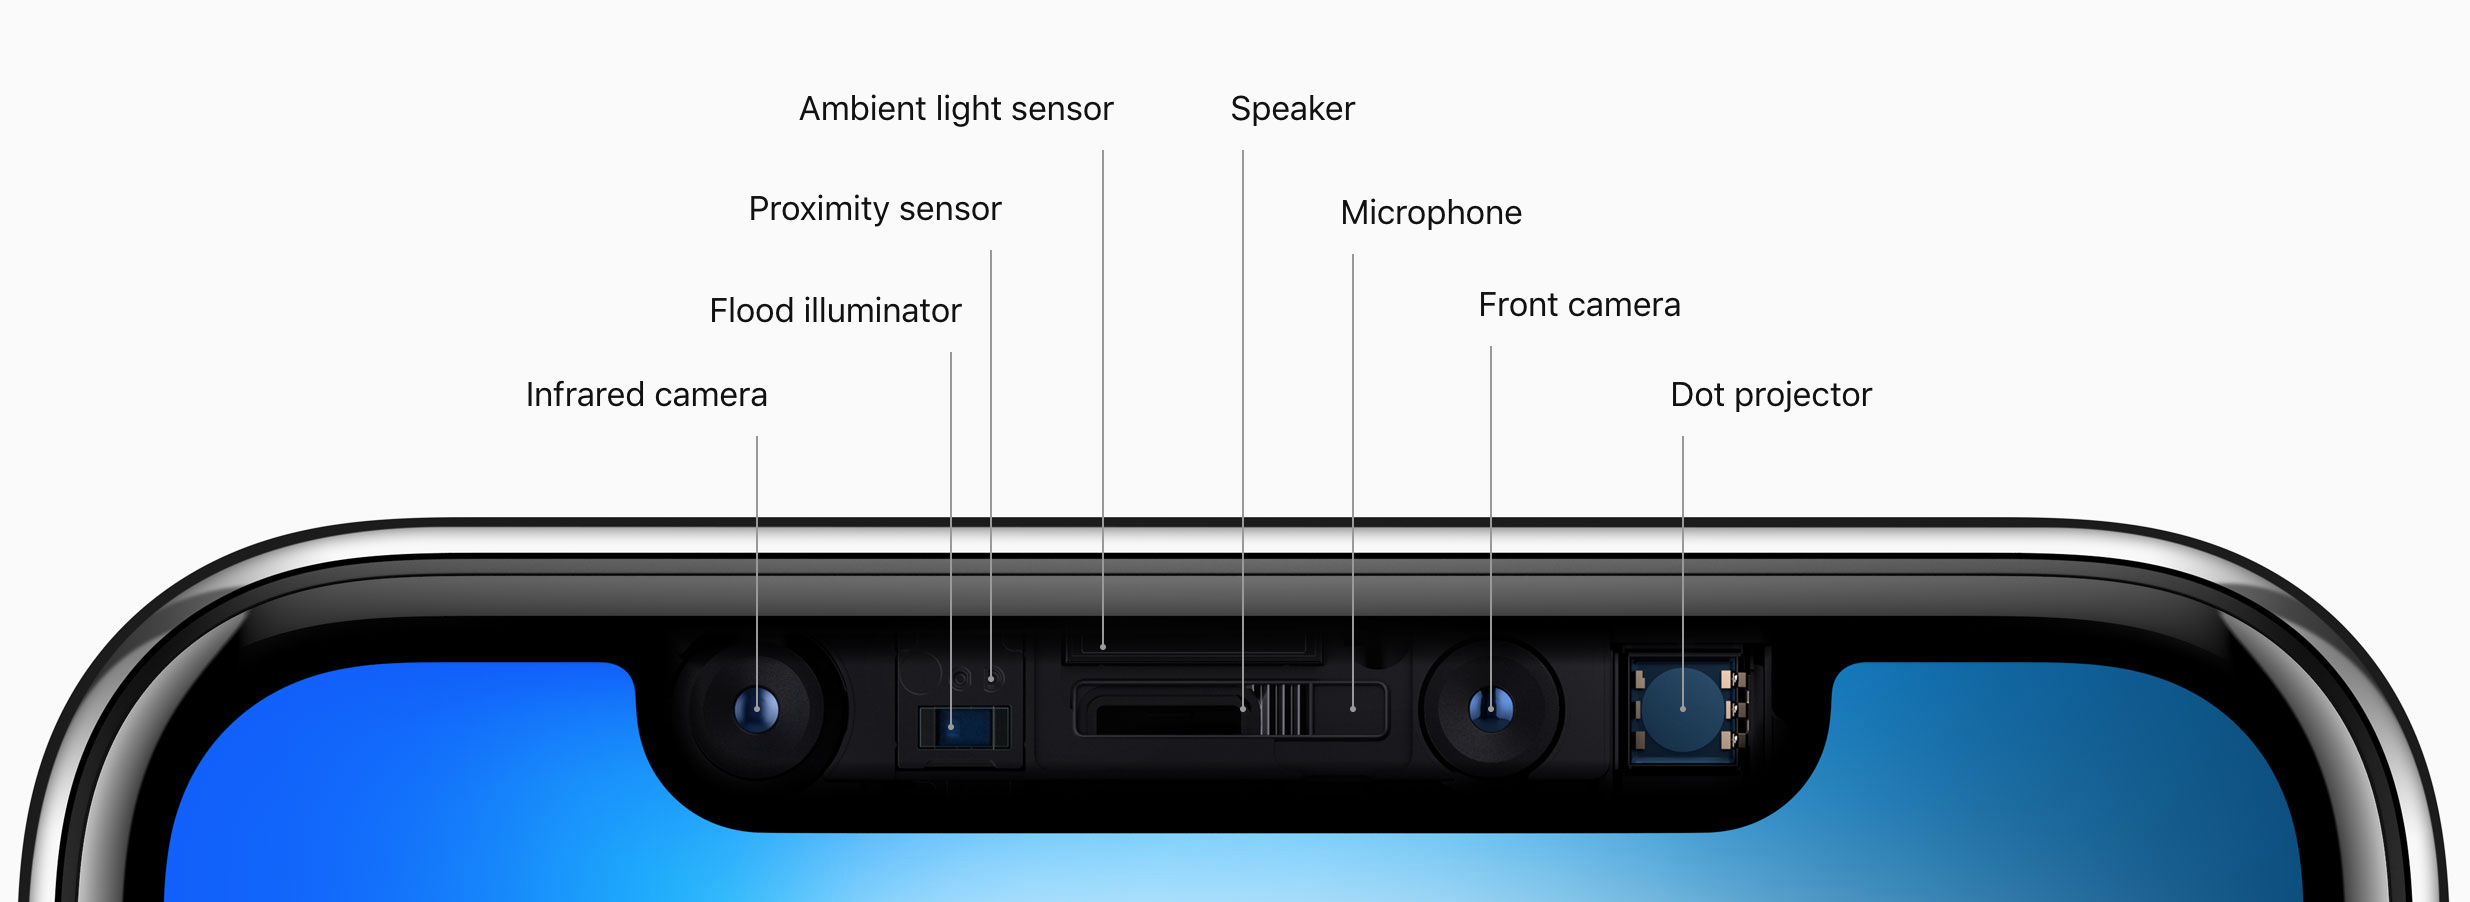 Ambient light sensor
Speaker
Proximity sensor
Microphone
Flood illuminator
Front camera
Infrared camera
Dot projector